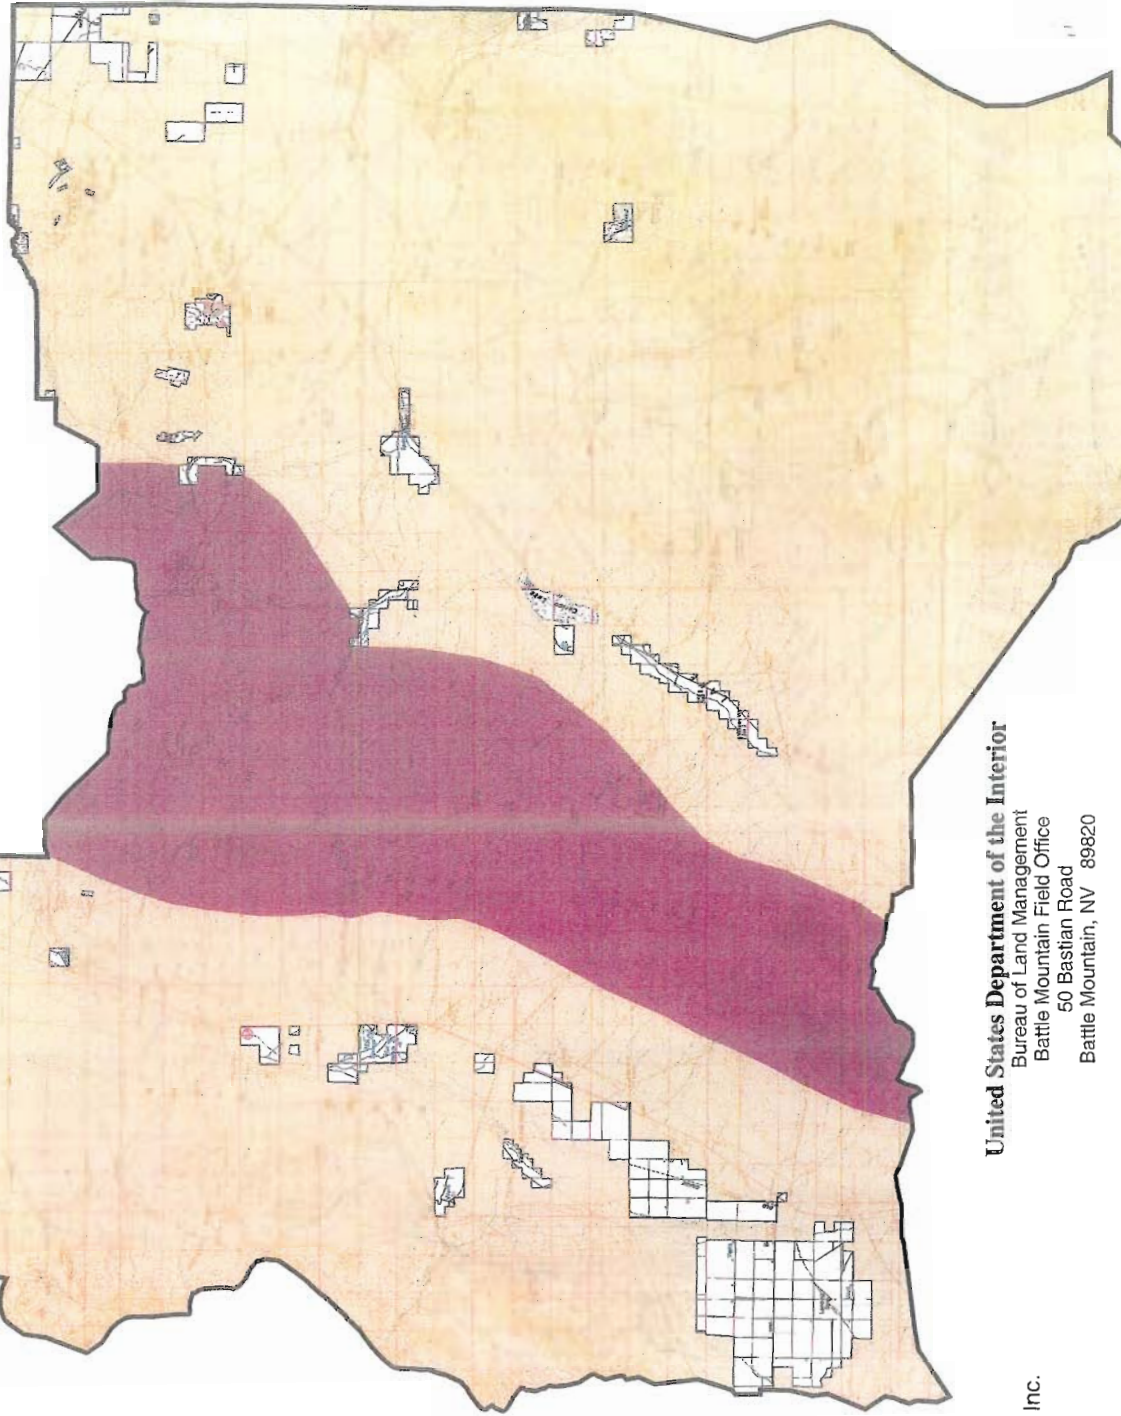 United States Department of the Interior
Bureau of Land Management
Battle Mountain Field Office
50 Bastian Road
Battle Mountain, NV 89820
Inc.